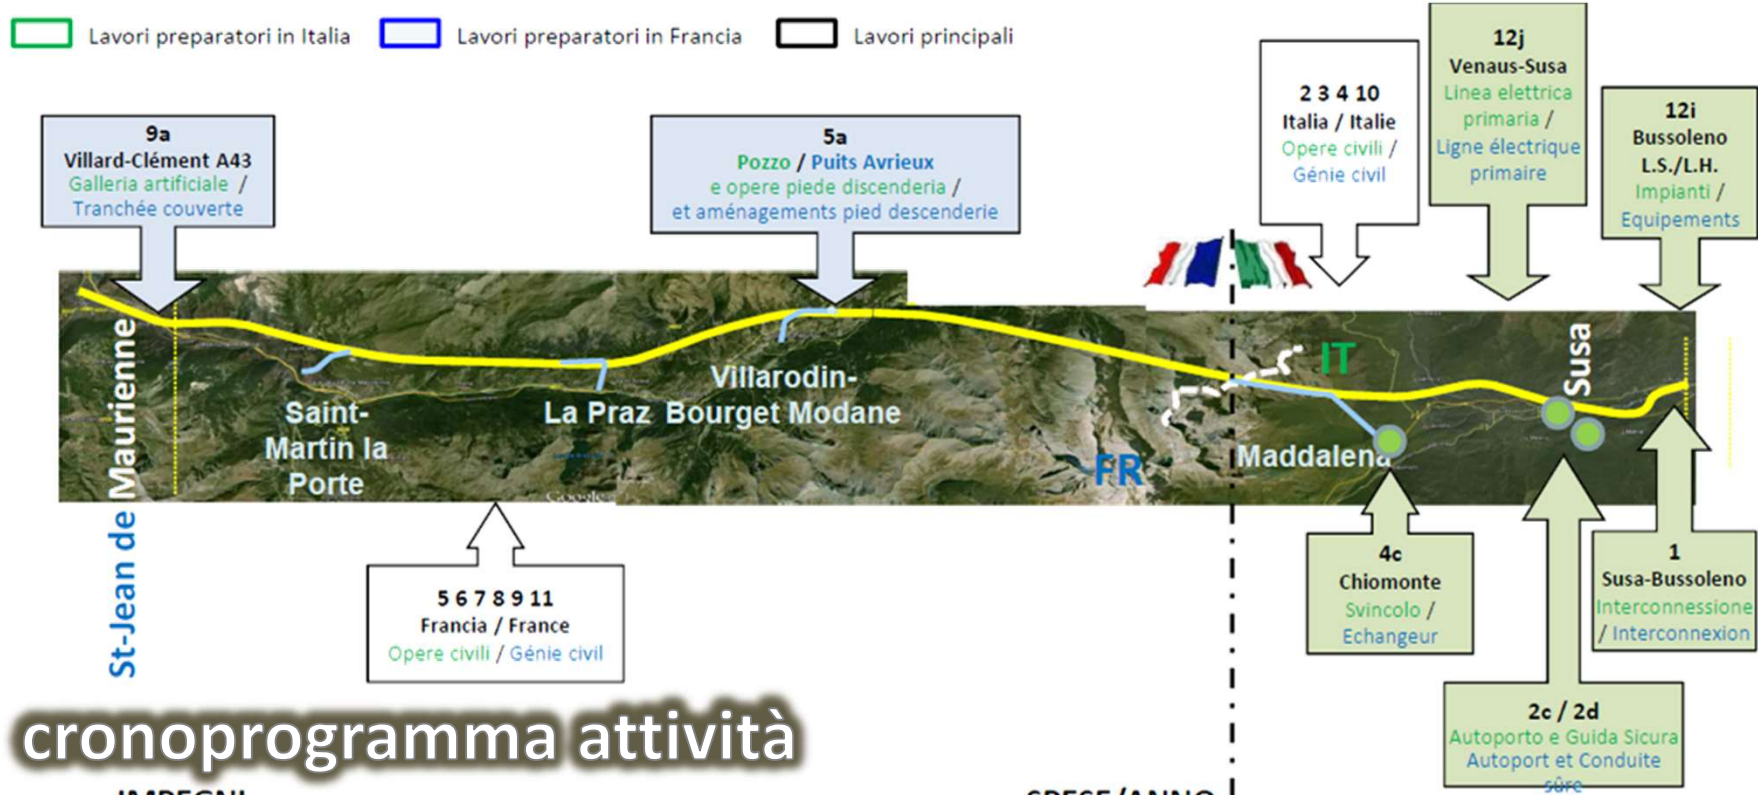 Lavori preparatori in Italia
Lavori preparatori in Francia
Lavori principali
9a
Villard-Clément A43
Galleria artificiale /
Tranchée couverte
5a
Pozzo / Puits Avrieux
e opere piede discenderia /
et aménagements pied descenderie
2 3 4 10
Italia / Italie
Opere civili /
Génie civil
12j
Venaus-Susa
Linea elettrica
primaria /
Ligne électrique
primaire
12i
Bussoleno
L.S./L.H.
Impianti /
Equipements
St-Jean de Maurienne
Saint-
Martin la
Porte
La Praz
Villarodin-
Bourget Modane
FR
IT
Maddalena
Susa
Google
5 6 7 8 9 11
Francia / France
Opere civili / Génie civil
4c
Chiomonte
Svincolo /
Echangeur
1
Susa-Bussoleno
Interconnessione
/ Interconnexion
2c / 2d
Autoporto e Guida Sicura
Autoport et Conduite
sûre
cronoprogramma attività
IMPEGNI
SPESE/ANNO